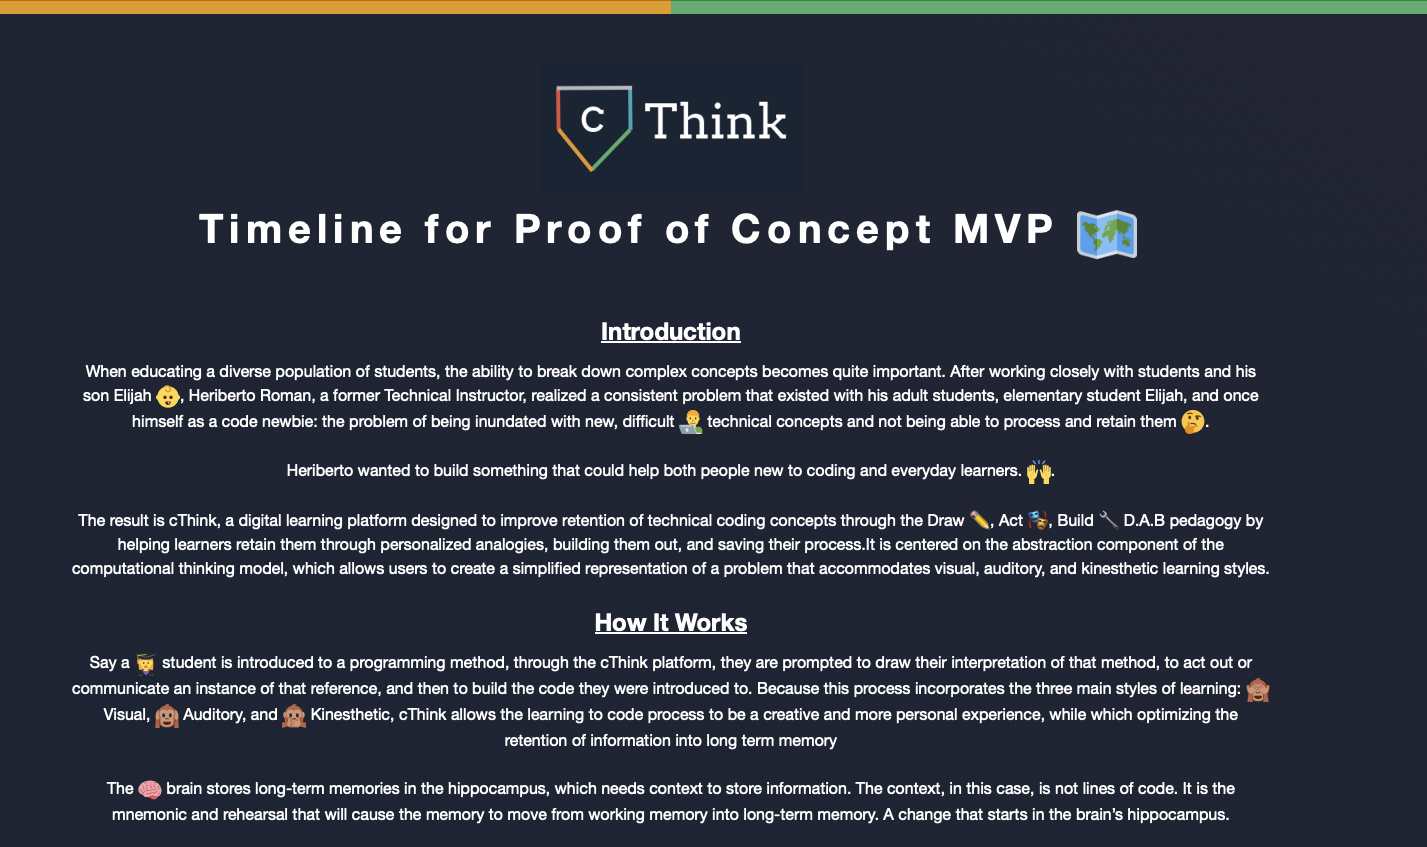 C Think
Timeline for Proof of Concept MVP 🗺️
Introduction
When educating a diverse population of students, the ability to break down complex concepts becomes quite important. After working closely with students and his
son Elijah 👶, Heriberto Roman, a former Technical Instructor, realized a consistent problem that existed with his adult students, elementary student Elijah, and once
himself as a code newbie: the problem of being inundated with new, difficult 👨‍💻 technical concepts and not being able to process and retain them 🤔.
Heriberto wanted to build something that could help both people new to coding and everyday learners. 🙌.
The result is cThink, a digital learning platform designed to improve retention of technical coding concepts through the Draw ✏️, Act 🎭, Build 🔧 D.A.B pedagogy by
helping learners retain them through personalized analogies, building them out, and saving their process.It is centered on the abstraction component of the
computational thinking model, which allows users to create a simplified representation of a problem that accommodates visual, auditory, and kinesthetic learning styles.
How It Works
Say a 👩‍🎓 student is introduced to a programming method, through the cThink platform, they are prompted to draw their interpretation of that method, to act out or
communicate an instance of that reference, and then to build the code they were introduced to. Because this process incorporates the three main styles of learning: 🙈
Visual, 🙉 Auditory, and 🙊 Kinesthetic, cThink allows the learning to code process to be a creative and more personal experience, while which optimizing the
retention of information into long term memory
The 🧠 brain stores long-term memories in the hippocampus, which needs context to store information. The context, in this case, is not lines of code. It is the
mnemonic and rehearsal that will cause the memory to move from working memory into long-term memory. A change that starts in the brain’s hippocampus.